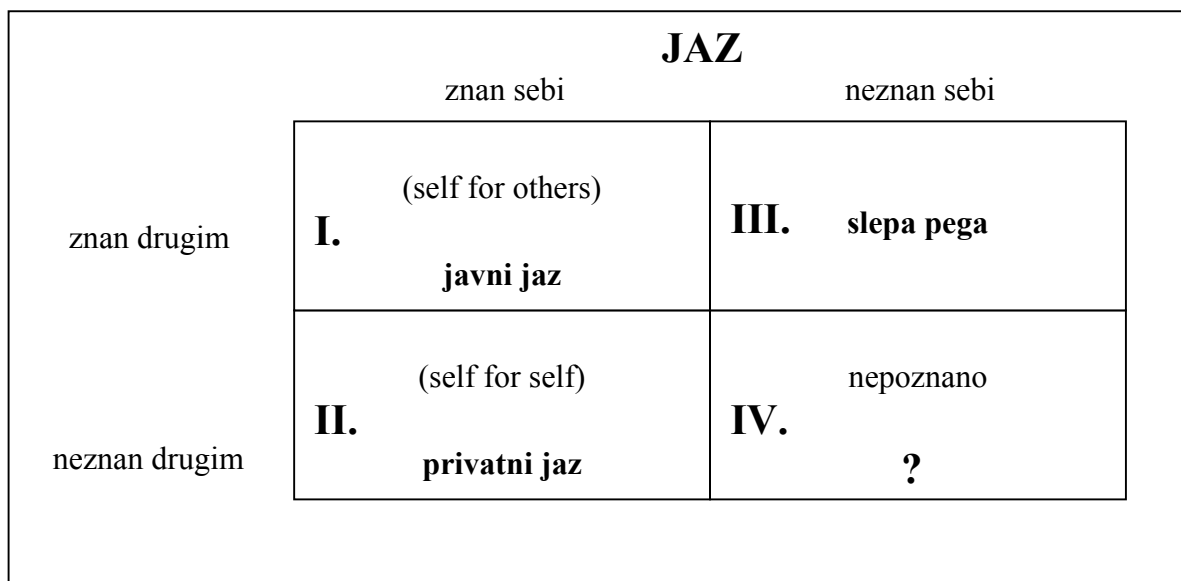 JAZ
znan sebi
neznan sebi
znan drugim
I.
(self for others)
javni jaz
III.
slepa pega
neznan drugim
II.
(self for self)
privatni jaz
IV.
nepoznano
?